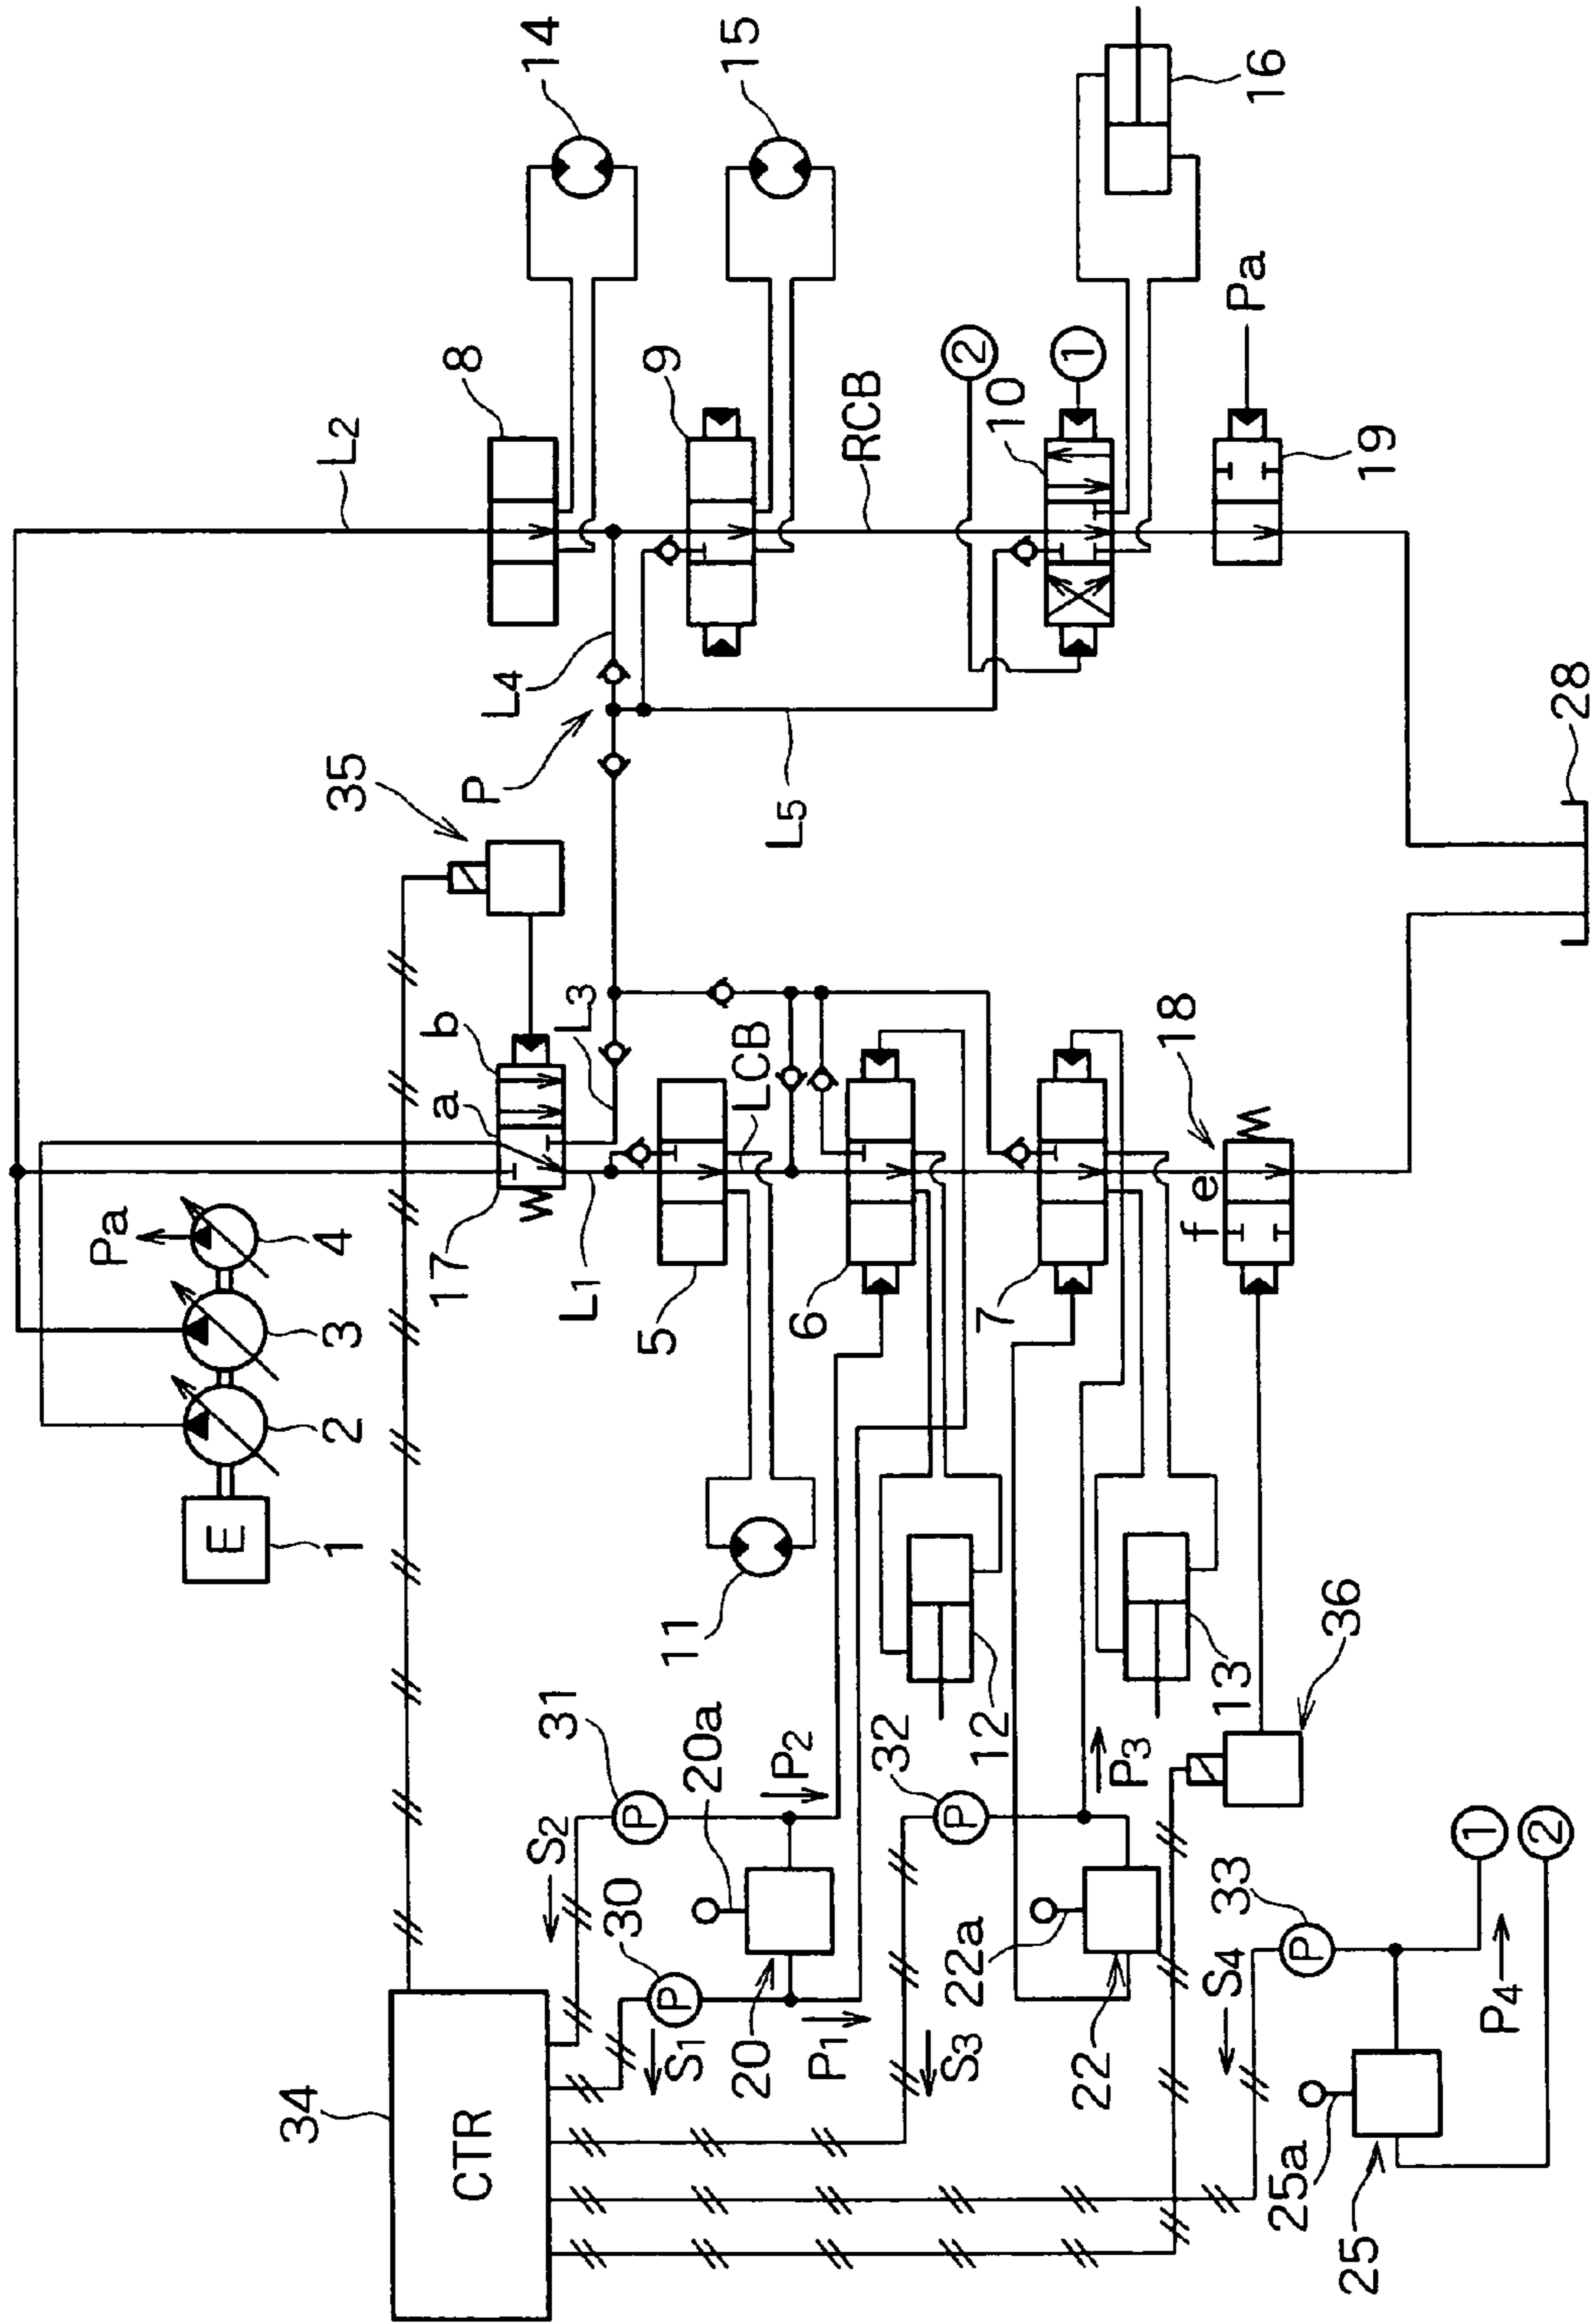 14
15
16
L2
8
9
②
①
10
RCB
Pa
19
L4
P
L5
35
28
L3
b
a
LCB
18
Pa
4
3
2
E
1
17
W
L1
5
6
7
f
e
W
11
12
13
36
31
20a
P2
32
P3
S2
30
20
P1
S1
22a
22
S3
33
S4
P4
①
②
25a
25
34
CTR
P
P
P
P